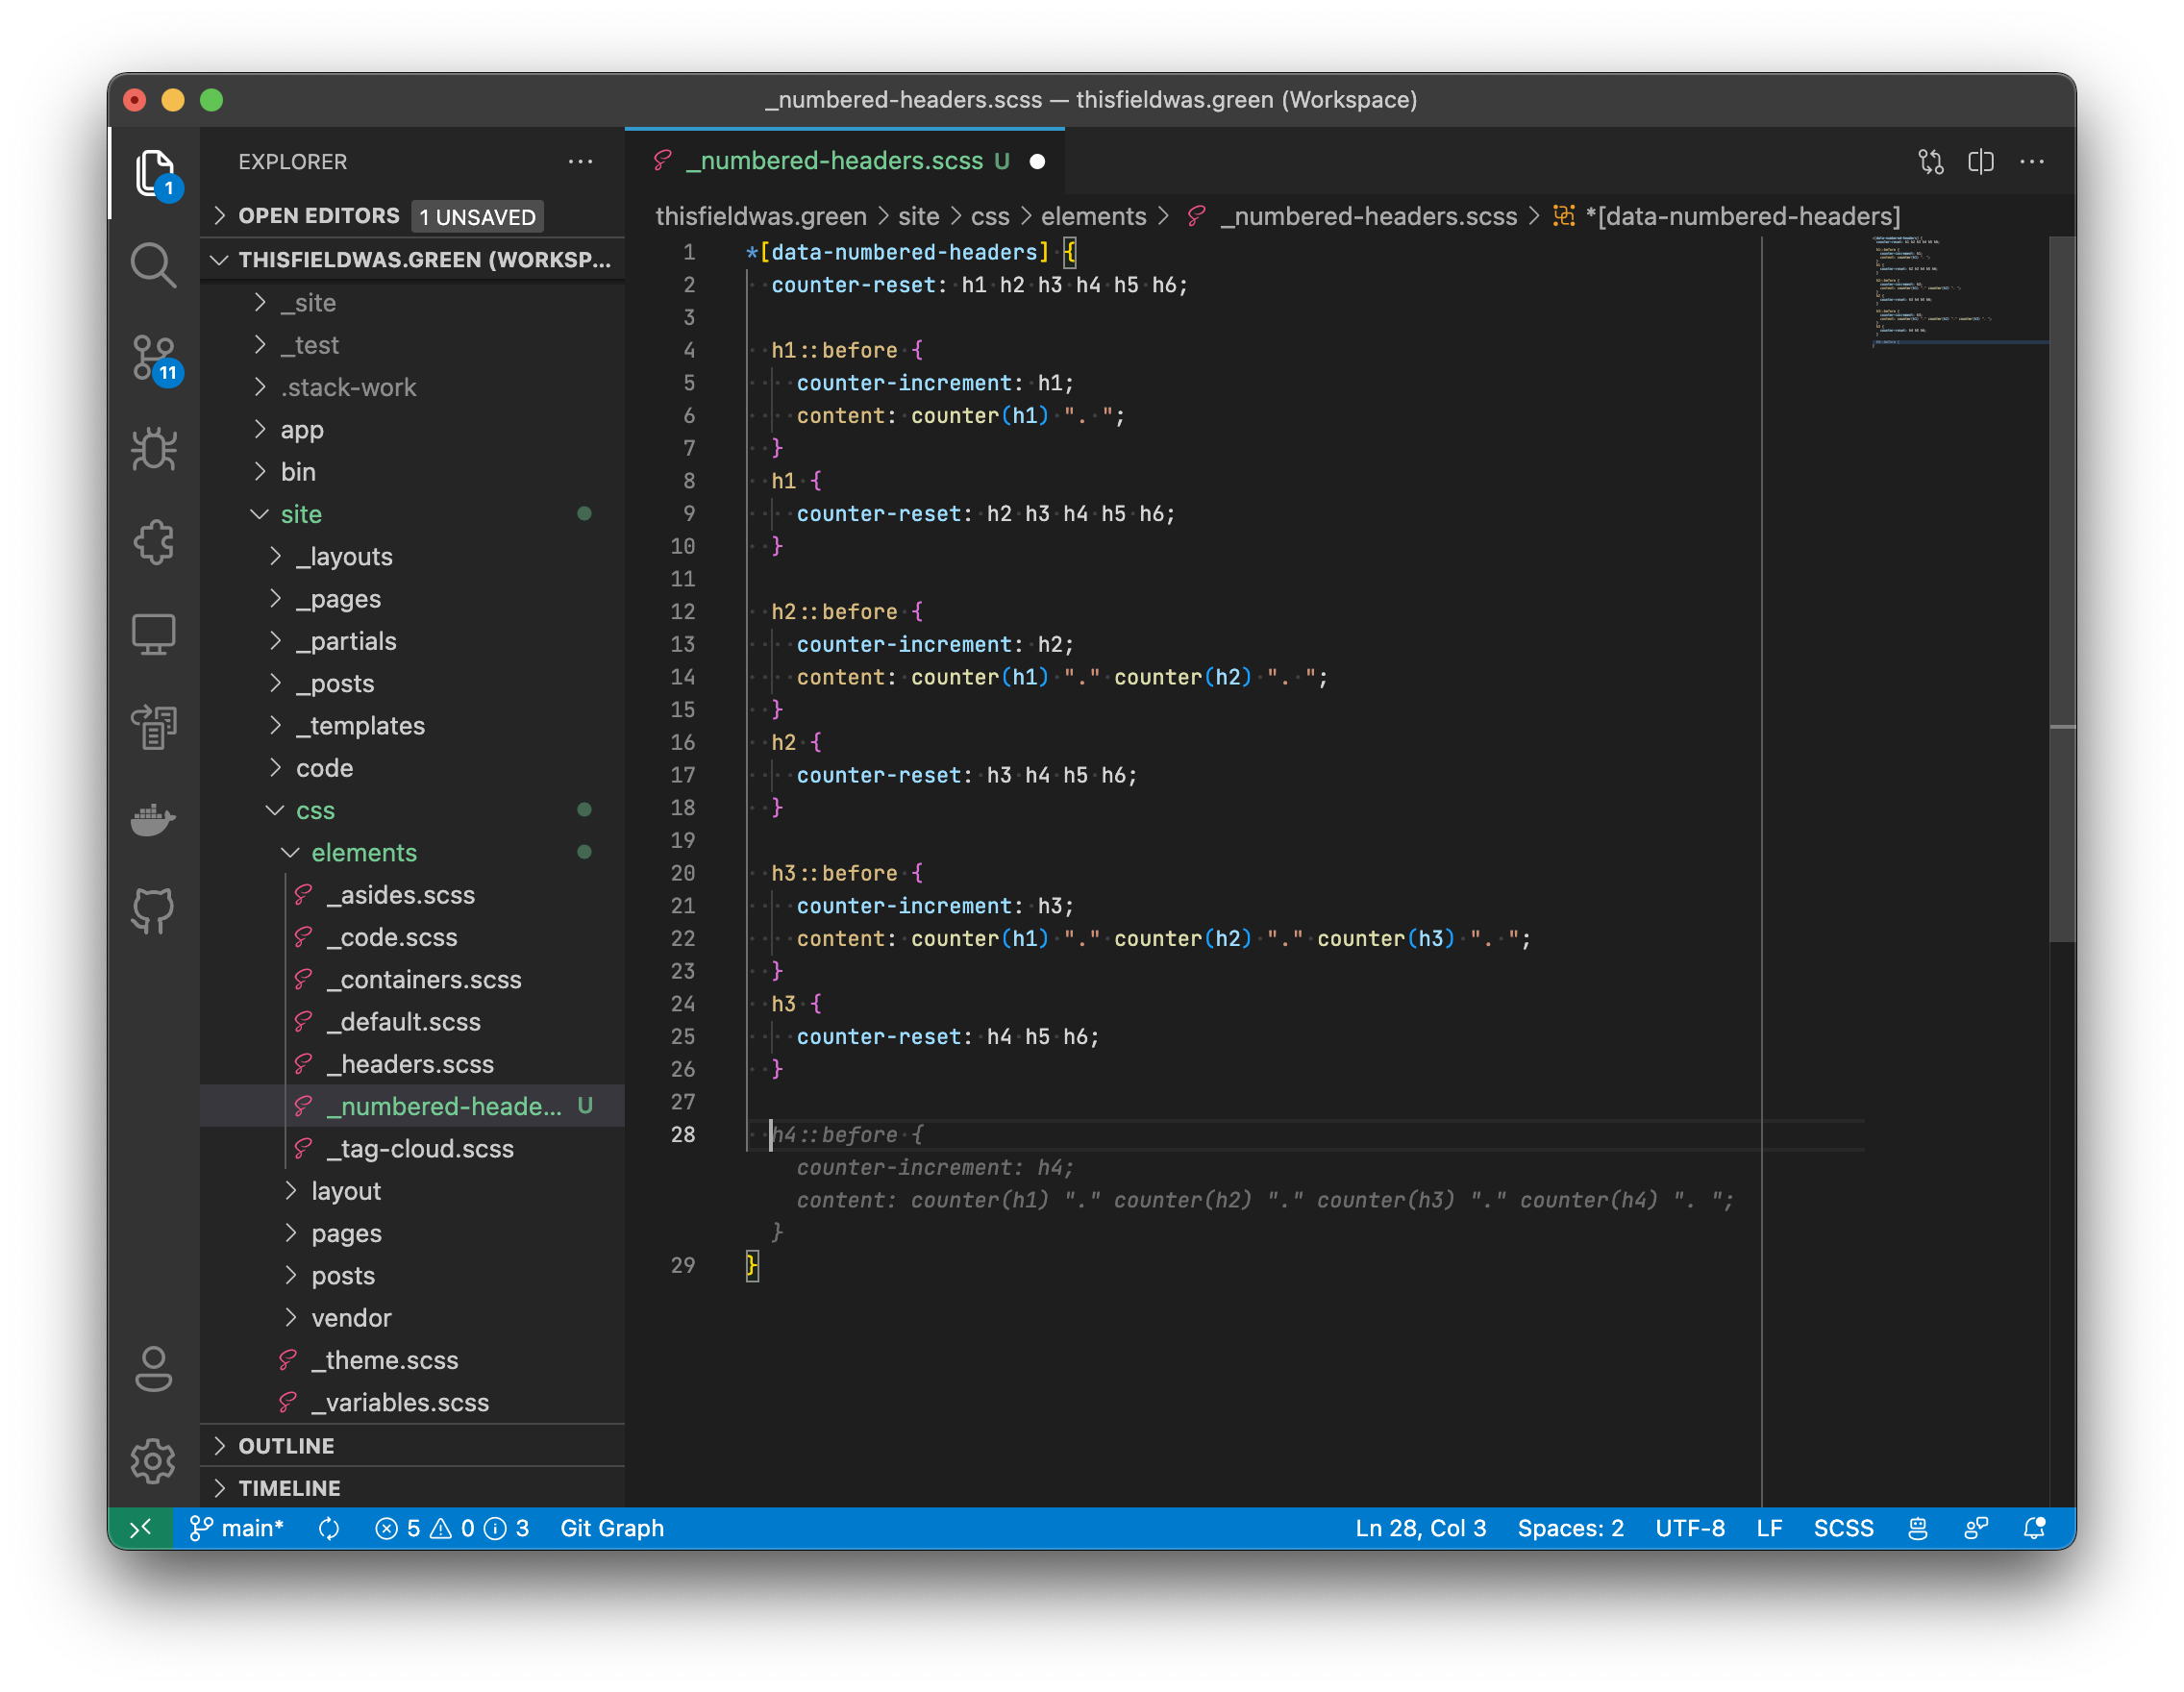 _numbered-headers.scss — thisfieldwas.green (Workspace)
EXPLORER
OPEN EDITORS 1 UNSAVED
THISFIELDWAS.GREEN (WORKSP...
_site
_test
.stack-work
app
bin
site
_layouts
_pages
_partials
_posts
_templates
code
css
elements
_asides.scss
_code.scss
_containers.scss
_default.scss
_headers.scss
_numbered-heade... U
_tag-cloud.scss
layout
pages
posts
vendor
_theme.scss
_variables.scss
OUTLINE
TIMELINE
1
11
_numbered-headers.scss U
thisfieldwas.green > site > css > elements > _numbered-headers.scss > *[data-numbered-headers]
1 *[data-numbered-headers] {
2 counter-reset: h1 h2 h3 h4 h5 h6;
3
4 h1::before {
5 counter-increment: h1;
6 content: counter(h1) ". ";
7 }
8 h1 {
9 counter-reset: h2 h3 h4 h5 h6;
10 }
11
12 h2::before {
13 counter-increment: h2;
14 content: counter(h1) "." counter(h2) ". ";
15 }
16 h2 {
17 counter-reset: h3 h4 h5 h6;
18 }
19
20 h3::before {
21 counter-increment: h3;
22 content: counter(h1) "." counter(h2) "." counter(h3) ". ";
23 }
24 h3 {
25 counter-reset: h4 h5 h6;
26 }
27
28 h4::before {
counter-increment: h4;
content: counter(h1) "." counter(h2) "." counter(h3) "." counter(h4) ". ";
}
29 }
main* 5 0 3 Git Graph Ln 28, Col 3 Spaces: 2 UTF-8 LF SCSS